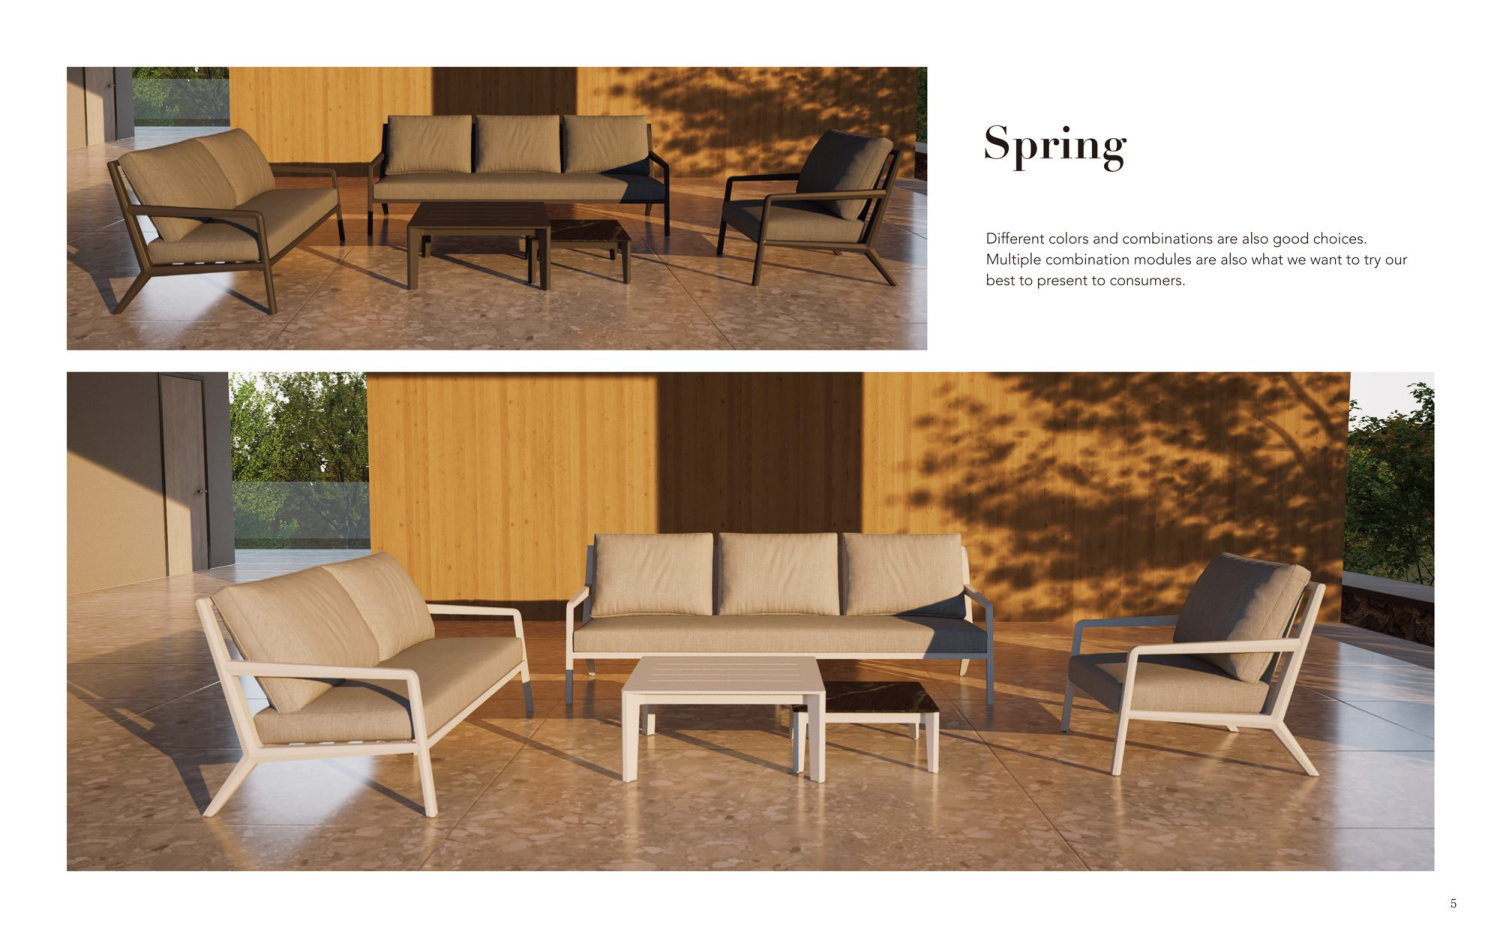 Spring
Different colors and combinations are also good choices.
Multiple combination modules are also what we want to try our
best to present to consumers.
5